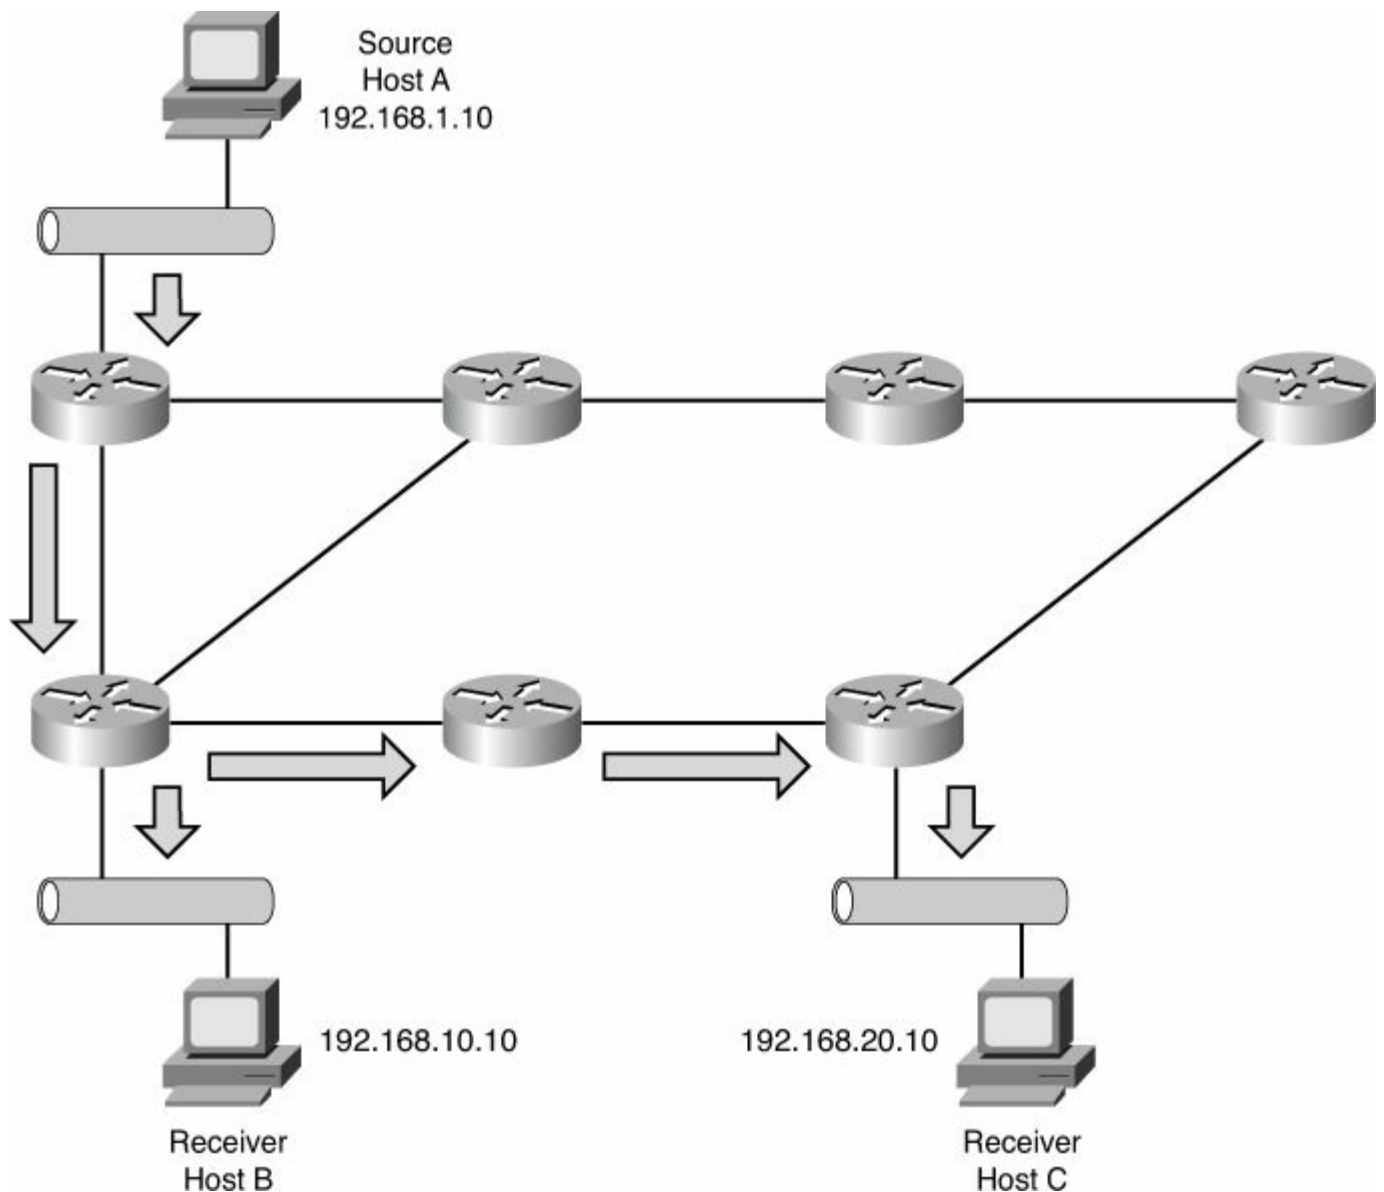 Source
Host A
192.168.1.10
192.168.10.10
192.168.20.10
Receiver
Host B
Receiver
Host C